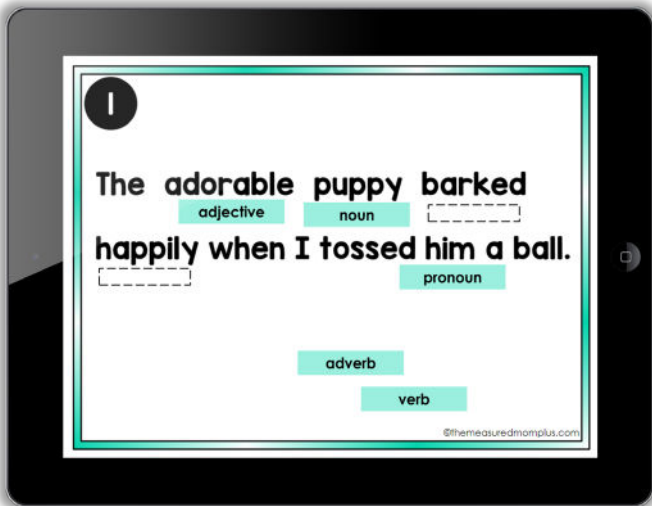 1
The adorable puppy barked
adjective noun
happily when I tossed him a ball.
pronoun
adverb
verb
©themeasuredmomplus.com